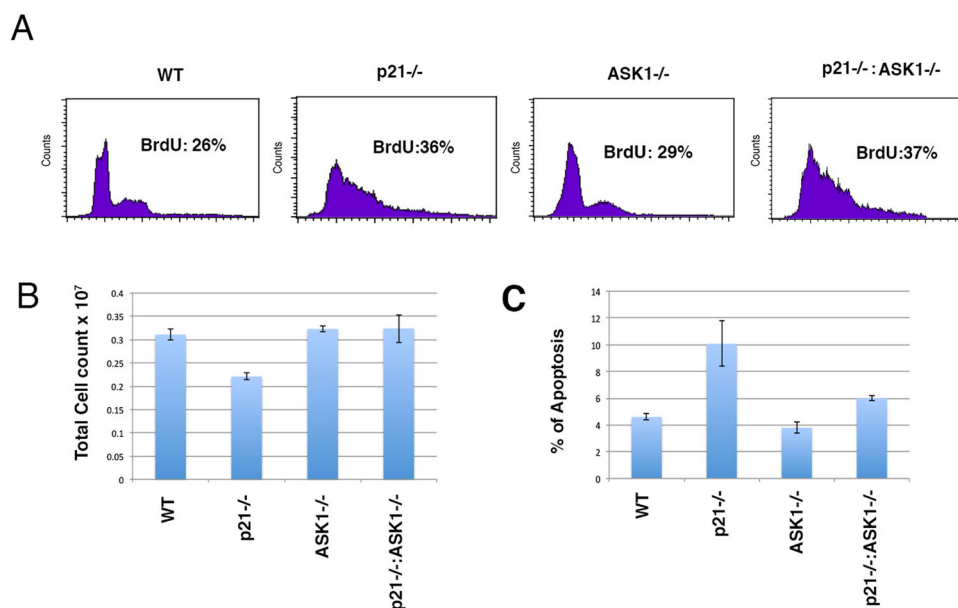 A
WT
p21-/-
ASK1-/-
p21-/-:ASK1-/-
Counts
BrdU: 26%
Counts
BrdU:36%
Counts
BrdU: 29%
Counts
BrdU:37%
B
Total Cell count x 10⁷
0.4
0.35
0.3
0.25
0.2
0.15
0.1
0.05
0
WT
p21-/-
ASK1-/-
p21-/-:ASK1-/-
C
% of Apoptosis
14
12
10
8
6
4
2
0
WT
p21-/-
ASK1-/-
p21-/-:ASK1-/-